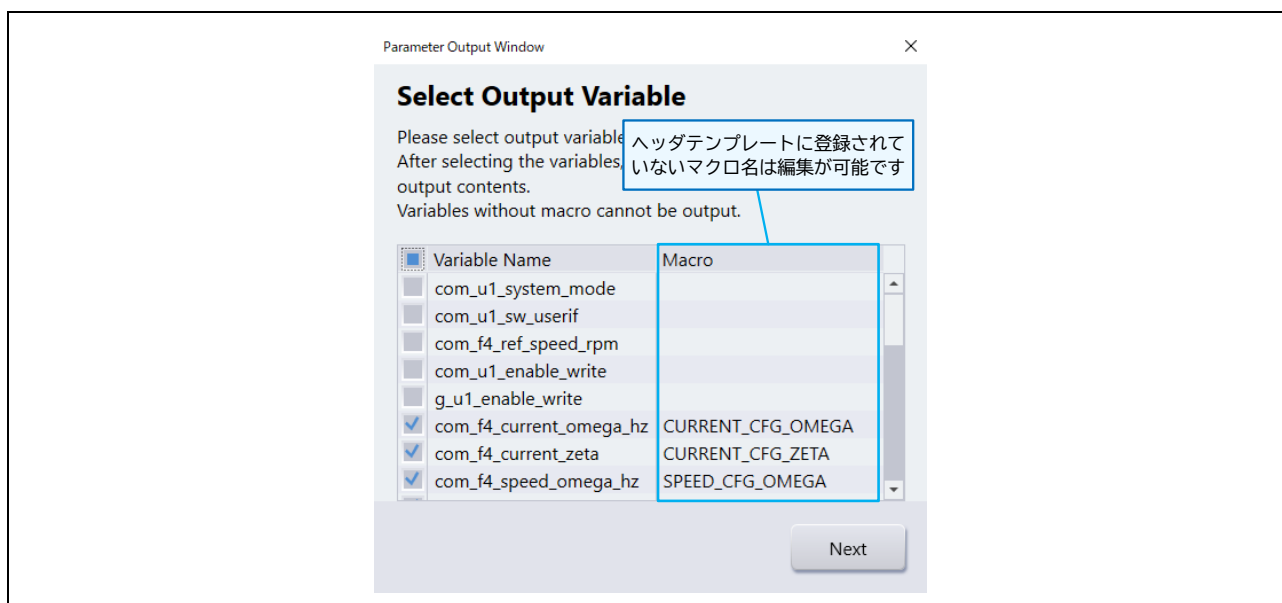 Parameter Output Window
Select Output Variable
Please select output variable
After selecting the variables,
output contents.
Variables without macro cannot be output.
ヘッダテンプレートに登録されて
いないマクロ名は編集が可能です
Variable Name Macro
com_u1_system_mode
com_u1_sw_userif
com_f4_ref_speed_rpm
com_u1_enable_write
g_u1_enable_write
com_f4_current_omega_hz CURRENT_CFG_OMEGA
com_f4_current_zeta CURRENT_CFG_ZETA
com_f4_speed_omega_hz SPEED_CFG_OMEGA
Next